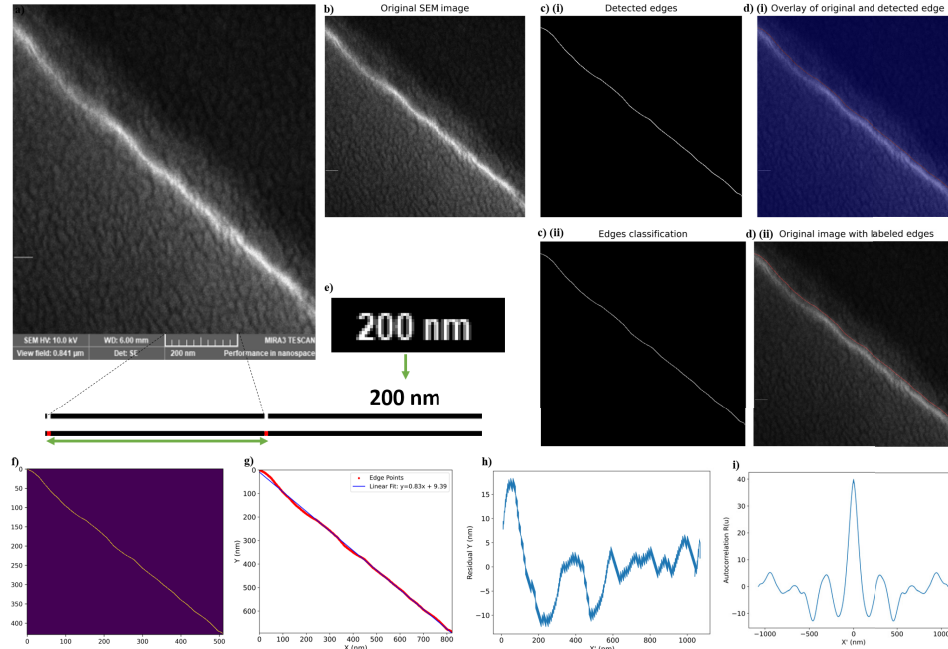 a)
b)
Original SEM image
c) (i)
Detected edges
d) (i) Overlay of original and detected edge
c) (ii)
Edges classification
d) (ii)
Original image with labeled edges
SEM HV: 10.0 kV
WD: 6.00 mm
MIRA3 TESCAN
View field: 0.841 µm
Det: SE
200 nm
Performance in nanospace
e)
200 nm
200 nm
f)
0
50
100
150
200
250
300
350
400
0
100
200
300
400
500
g)
Edge Points
Linear Fit: y=0.83x + 9.39
Y (nm)
0
100
200
300
400
500
600
0 100 200 300 400 500 600 700 800
X (nm)
h)
Residual Y (nm)
15
10
5
0
−5
−10
0
200
400
600
800
1000
X' (nm)
i)
Autocorrelation R(u)
40
30
20
10
0
−10
−1000
−500
0
500
1000
X' (nm)